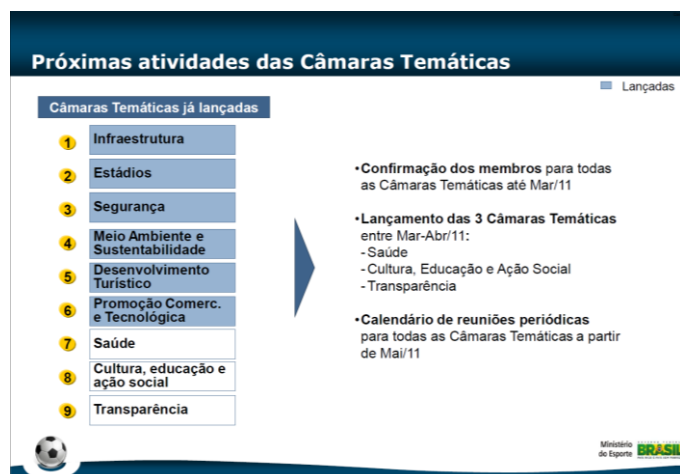 Próximas atividades das Câmaras Temáticas
Lançadas
Câmaras Temáticas já lançadas
1 Infraestrutura
2 Estádios
3 Segurança
4 Meio Ambiente e
Sustentabilidade
5 Desenvolvimento
Turístico
6 Promoção Comerc.
e Tecnológica
7 Saúde
8 Cultura, educação e
ação social
9 Transparência
•Confirmação dos membros para todas
as Câmaras Temáticas até Mar/11
•Lançamento das 3 Câmaras Temáticas
entre Mar-Abr/11:
-Saúde
-Cultura, Educação e Ação Social
-Transparência
•Calendário de reuniões periódicas
para todas as Câmaras Temáticas a partir
de Mai/11
Ministério
do Esporte
BRASIL